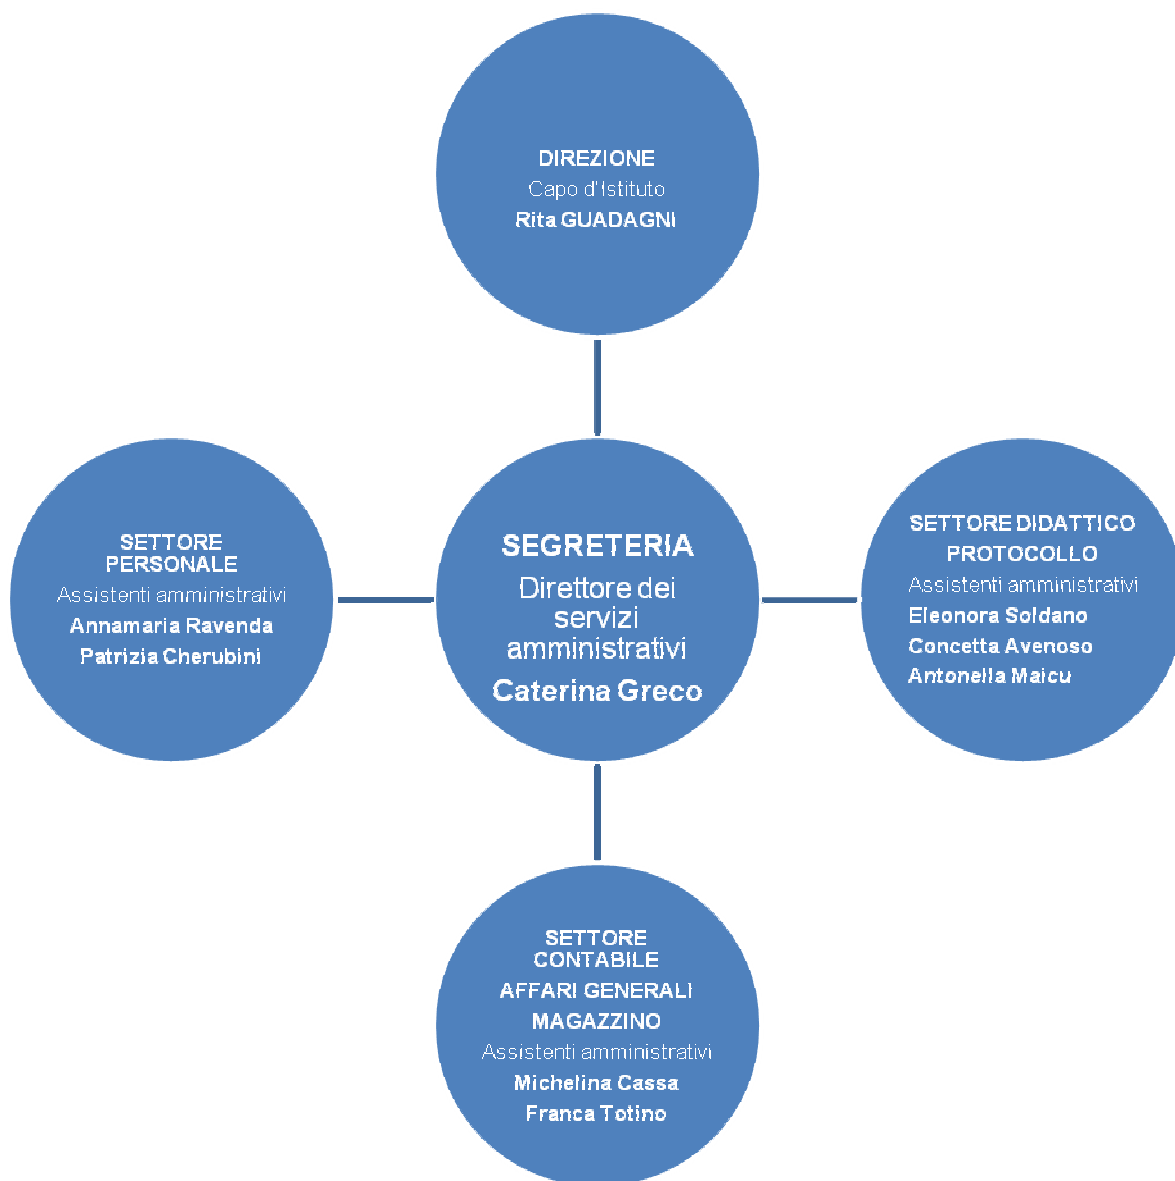 DIREZIONE
Capo d'Istituto
Rita GUADAGNI
SETTORE
PERSONALE
Assistenti amministrativi
Annamaria Ravenda
Patrizia Cherubini
SEGRETERIA
Direttore dei
servizi
amministrativi
Caterina Greco
SETTORE DIDATTICO
PROTOCOLLO
Assistenti amministrativi
Eleonora Soldano
Concetta Avenoso
Antonella Maicu
SETTORE
CONTABILE
AFFARI GENERALI
MAGAZZINO
Assistenti amministrativi
Michelina Cassa
Franca Totino